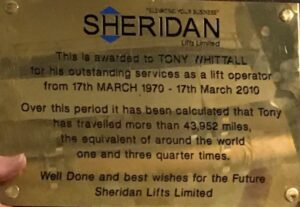 "ELEVATING YOUR BUSINESS"
SHERIDAN
Lifts Limited
This is awarded to TONY WHITTALL
for his outstanding services as a lift operator
from 17th MARCH 1970 - 17th March 2010
Over this period it has been calculated that Tony
has travelled more than 43,952 miles,
the equivalent of around the world
one and three quarter times.
Well Done and best wishes for the Future
Sheridan Lifts Limited